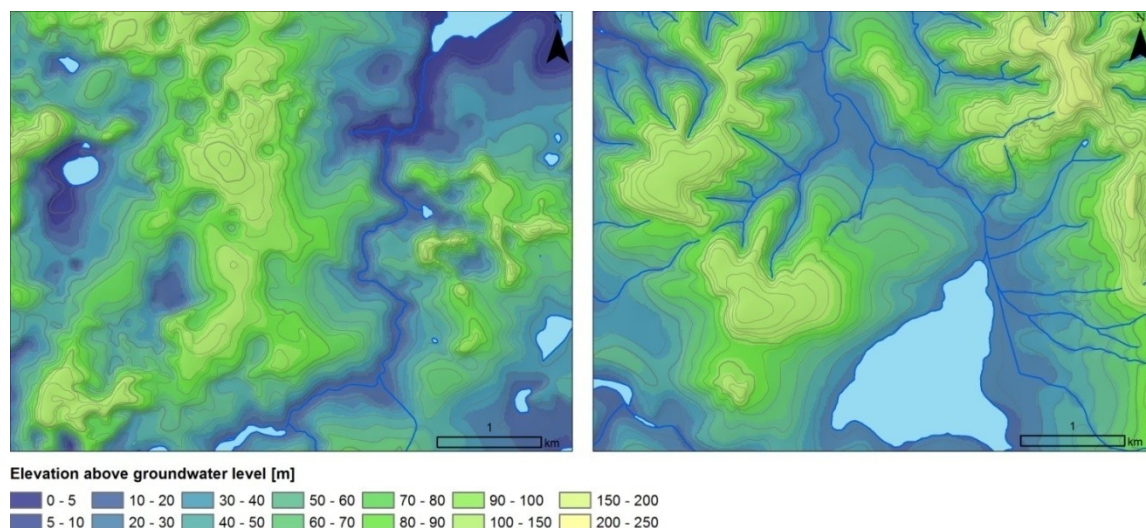 N
N
1
km
1
km
Elevation above groundwater level [m]
0 - 5
10 - 20
30 - 40
50 - 60
70 - 80
90 - 100
150 - 200
5 - 10
20 - 30
40 - 50
60 - 70
80 - 90
100 - 150
200 - 250